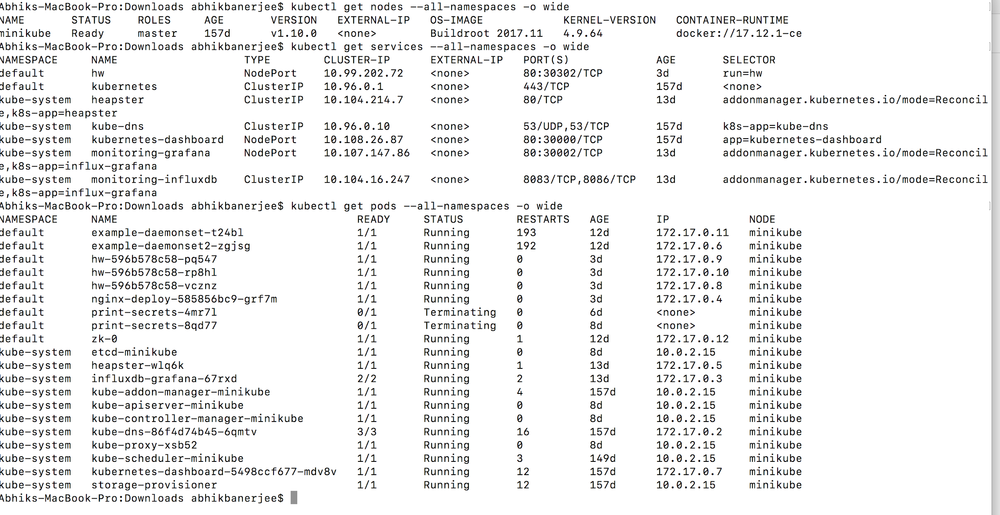 Abhiks-MacBook-Pro:Downloads abhikbanerjee$ kubectl get nodes --all-namespaces -o wide
NAME STATUS ROLES AGE VERSION EXTERNAL-IP OS-IMAGE KERNEL-VERSION CONTAINER-RUNTIME
minikube Ready master 157d v1.10.0 <none> Buildroot 2017.11 4.9.64 docker://17.12.1-ce
Abhiks-MacBook-Pro:Downloads abhikbanerjee$ kubectl get services --all-namespaces -o wide
NAMESPACE NAME TYPE CLUSTER-IP EXTERNAL-IP PORT(S) AGE SELECTOR
default hw NodePort 10.99.202.72 <none> 80:30302/TCP 3d run=hw
default kubernetes ClusterIP 10.96.0.1 <none> 443/TCP 157d <none>
kube-system heapster ClusterIP 10.104.214.7 <none> 80/TCP 13d addonmanager.kubernetes.io/mode=Reconcil
e,k8s-app=heapster
kube-system kube-dns ClusterIP 10.96.0.10 <none> 53/UDP,53/TCP 157d k8s-app=kube-dns
kube-system kubernetes-dashboard NodePort 10.108.26.87 <none> 80:30000/TCP 157d app=kubernetes-dashboard
kube-system monitoring-grafana NodePort 10.107.147.86 <none> 80:30002/TCP 13d addonmanager.kubernetes.io/mode=Reconcil
e,k8s-app=influx-grafana
kube-system monitoring-influxdb ClusterIP 10.104.16.247 <none> 8083/TCP,8086/TCP 13d addonmanager.kubernetes.io/mode=Reconcil
e,k8s-app=influx-grafana
Abhiks-MacBook-Pro:Downloads abhikbanerjee$ kubectl get pods --all-namespaces -o wide
NAMESPACE NAME READY STATUS RESTARTS AGE IP NODE
default example-daemonset-t24bl 1/1 Running 193 12d 172.17.0.11 minikube
default example-daemonset2-zgjsg 1/1 Running 192 12d 172.17.0.6 minikube
default hw-596b578c58-pq547 1/1 Running 0 3d 172.17.0.9 minikube
default hw-596b578c58-rp8hl 1/1 Running 0 3d 172.17.0.10 minikube
default hw-596b578c58-vcznz 1/1 Running 0 3d 172.17.0.8 minikube
default nginx-deploy-585856bc9-grf7m 1/1 Running 0 3d 172.17.0.4 minikube
default print-secrets-4mr7l 0/1 Terminating 0 6d <none> minikube
default print-secrets-8qd77 0/1 Terminating 0 8d <none> minikube
default zk-0 1/1 Running 1 12d 172.17.0.12 minikube
kube-system etcd-minikube 1/1 Running 0 8d 10.0.2.15 minikube
kube-system heapster-wlq6k 1/1 Running 1 13d 172.17.0.5 minikube
kube-system influxdb-grafana-67rxd 2/2 Running 2 13d 172.17.0.3 minikube
kube-system kube-addon-manager-minikube 1/1 Running 4 157d 10.0.2.15 minikube
kube-system kube-apiserver-minikube 1/1 Running 0 8d 10.0.2.15 minikube
kube-system kube-controller-manager-minikube 1/1 Running 0 8d 10.0.2.15 minikube
kube-system kube-dns-86f4d74b45-6qmtv 3/3 Running 16 157d 172.17.0.2 minikube
kube-system kube-proxy-xsb52 1/1 Running 0 8d 10.0.2.15 minikube
kube-system kube-scheduler-minikube 1/1 Running 3 149d 10.0.2.15 minikube
kube-system kubernetes-dashboard-5498ccf677-mdv8v 1/1 Running 12 157d 172.17.0.7 minikube
kube-system storage-provisioner 1/1 Running 12 157d 10.0.2.15 minikube
Abhiks-MacBook-Pro:Downloads abhikbanerjee$